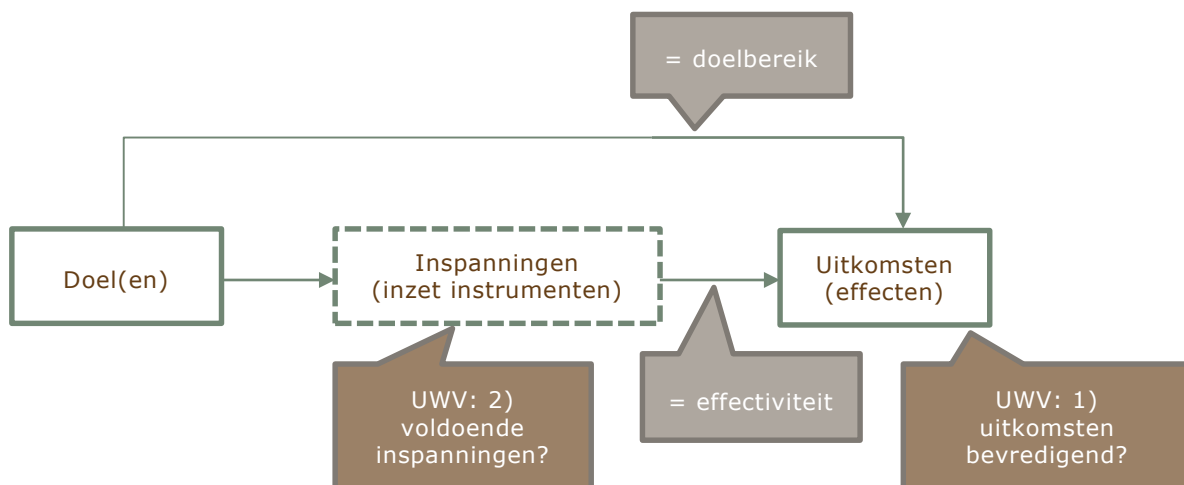 = doelbereik
Doel(en)
Inspanningen
(inzet instrumenten)
Uitkomsten
(effecten)
UWV: 2)
voldoende
inspanningen?
= effectiviteit
UWV: 1)
uitkomsten
bevredigend?